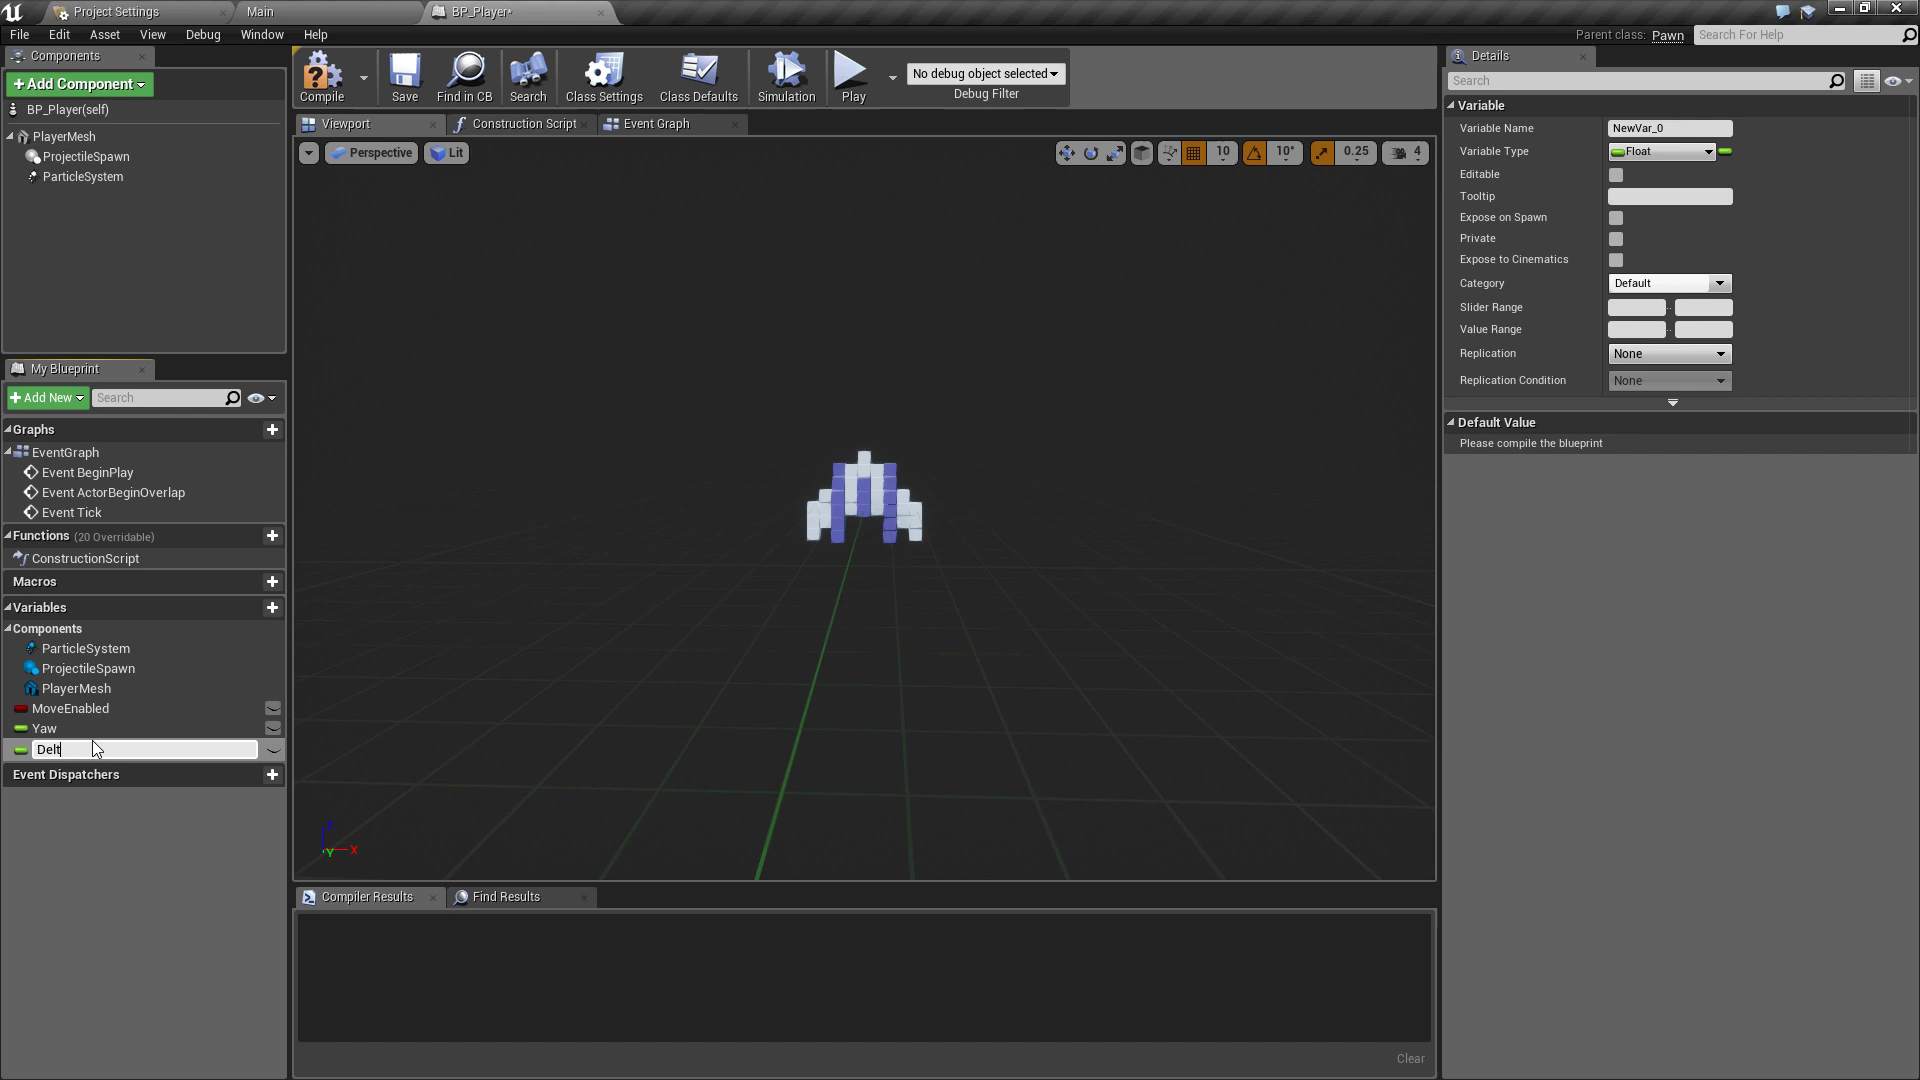 Project Settings
Main
BP_Player*
File
Edit
Asset
View
Debug
Window
Help
Parent class:
Pawn
Search For Help
Components
+Add Component
BP_Player(self)
PlayerMesh
ProjectileSpawn
ParticleSystem
Compile
Save
Find in CB
Search
Class Settings
Class Defaults
Simulation
Play
No debug object selected
Debug Filter
Viewport
Construction Script
Event Graph
Perspective
Lit
10
10°
0.25
4
Z
X
Y
My Blueprint
+Add New
Search
Graphs
EventGraph
Event BeginPlay
Event ActorBeginOverlap
Event Tick
Functions (20 Overridable)
ConstructionScript
Macros
Variables
Components
ParticleSystem
ProjectileSpawn
PlayerMesh
MoveEnabled
Yaw
Delt
Event Dispatchers
Compiler Results
Find Results
Clear
Details
Search
Variable
Variable Name
NewVar_0
Variable Type
Float
Editable
Tooltip
Expose on Spawn
Private
Expose to Cinematics
Category
Default
Slider Range
Value Range
Replication
None
Replication Condition
None
Default Value
Please compile the blueprint